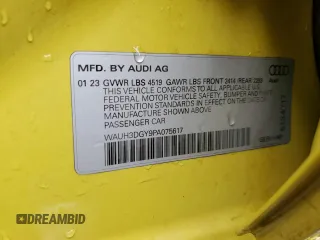 MFD. BY AUDI AG
01 23 GVWR LBS 4519 GAWR LBS FRONT 2414 REAR
THIS VEHICLE CONFORMS TO ALL APPLICABLE
FEDERAL MOTOR VEHICLE SAFETY, BUMPER AND THEFT
PREVENTION STANDARDS IN EFFECT ON THE DATE OF
MANUFACTURE SHOWN ABOVE
PASSENGER CAR
WAUH3DGY9PA075617
Audi
DREAMBID